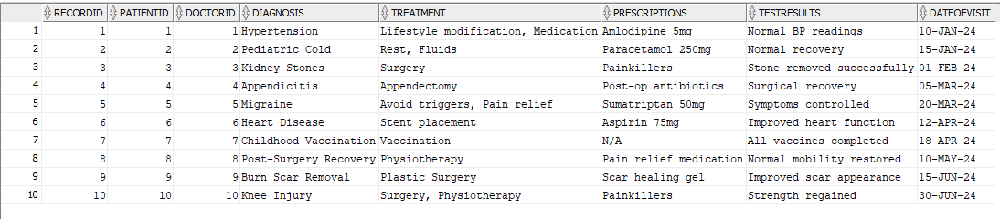 RECORDID PATIENTID DOCTORID DIAGNOSIS TREATMENT PRESCRIPTIONS TESTRESULTS DATEOFVISIT
1 1 1 1 Hypertension Lifestyle modification, Medication Amlodipine 5mg Normal BP readings 10-JAN-24
2 2 2 2 Pediatric Cold Rest, Fluids Paracetamol 250mg Normal recovery 15-JAN-24
3 3 3 3 Kidney Stones Surgery Painkillers Stone removed successfully 01-FEB-24
4 4 4 4 Appendicitis Appendectomy Post-op antibiotics Surgical recovery 05-MAR-24
5 5 5 5 Migraine Avoid triggers, Pain relief Sumatriptan 50mg Symptoms controlled 20-MAR-24
6 6 6 6 Heart Disease Stent placement Aspirin 75mg Improved heart function 12-APR-24
7 7 7 7 Childhood Vaccination Vaccination N/A All vaccines completed 18-APR-24
8 8 8 8 Post-Surgery Recovery Physiotherapy Pain relief medication Normal mobility restored 10-MAY-24
9 9 9 9 Burn Scar Removal Plastic Surgery Scar healing gel Improved scar appearance 15-JUN-24
10 10 10 10 Knee Injury Surgery, Physiotherapy Painkillers Strength regained 30-JUN-24